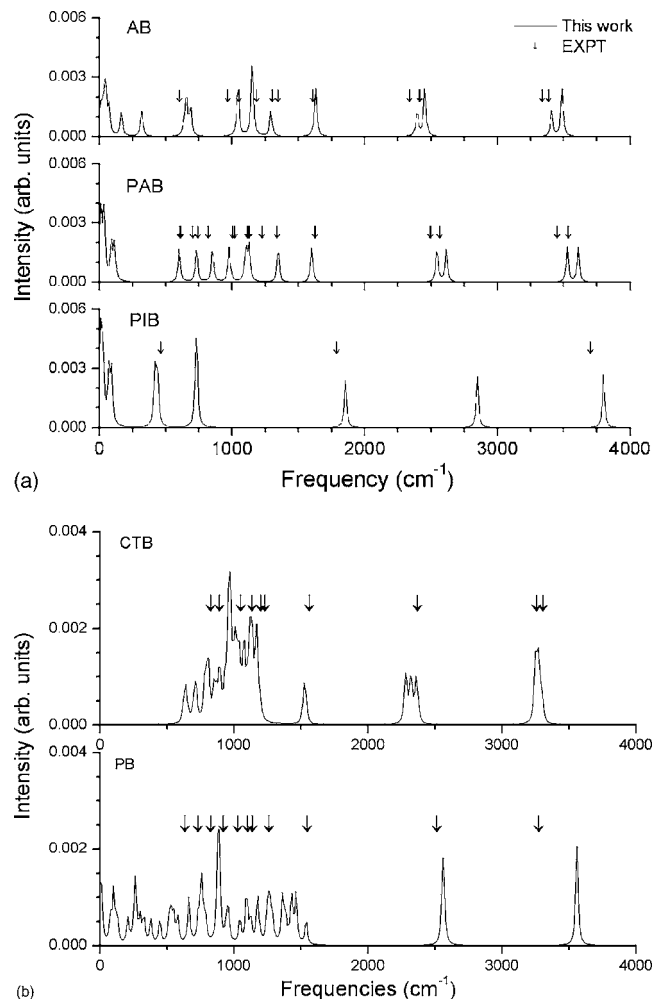 0.006
AB
This work
EXPT
0.003
0.000
0.006
PAB
0.003
0.000
0.006
PIB
0.003
0.000
0 1000 2000 3000 4000
Intensity (arb. units)
Frequency (cm-1)
(a)
0.004
CTB
0.002
0.000
0 1000 2000 3000 4000
0.004
PB
0.002
0.000
0 1000 2000 3000 4000
Intensity (arb. units)
Frequencies (cm-1)
(b)